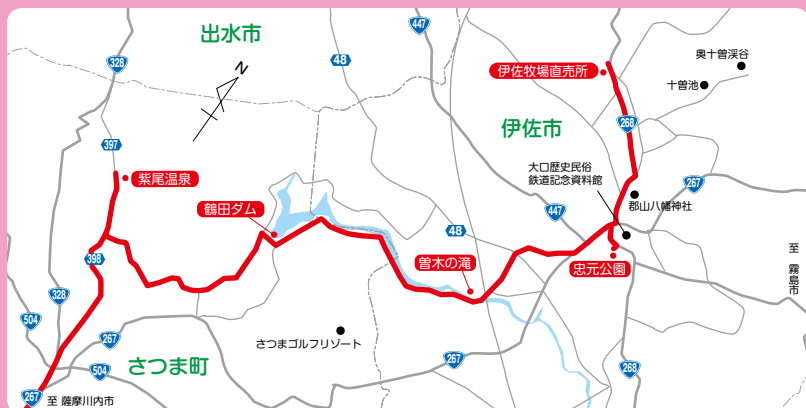 出水市
447
48
328
N
伊佐牧場直売所
奥十曽渓谷
十曽池
268
伊佐市
397
大口歴史民俗
鉄道記念資料館
267
紫尾温泉
郡山八幡神社
鶴田ダム
447
48
至 霧島市
398
曽木の滝
忠元公園
328
504
267
さつまゴルフリゾート
267
さつま町
504
268
267
至 薩摩川内市